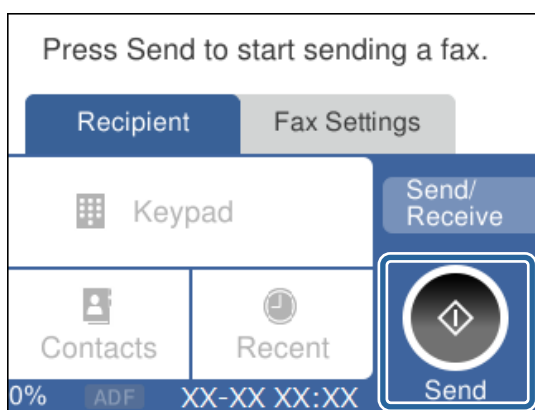 Press Send to start sending a fax.
Recipient
Fax Settings
Keypad
Send/
Receive
Contacts
Recent
Send
0%
ADF
XX-XX XX:XX